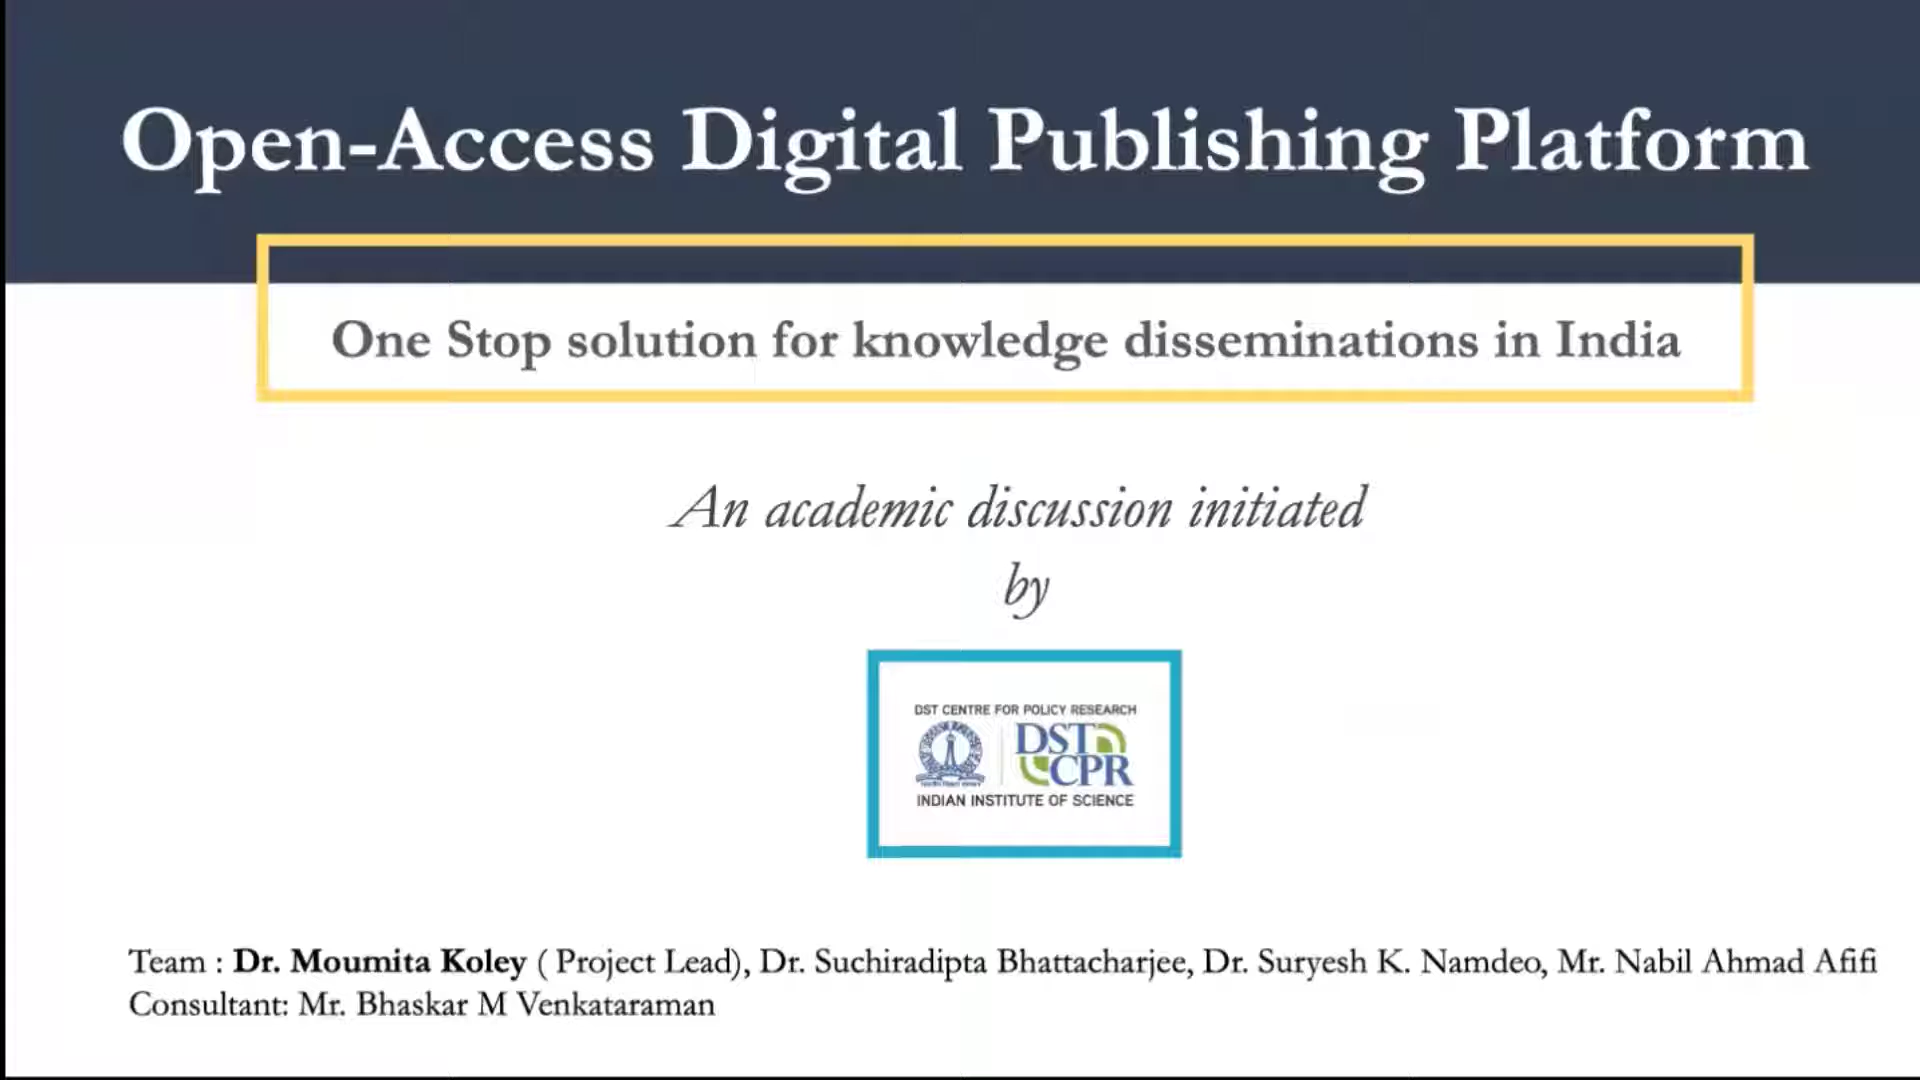 Open-Access Digital Publishing Platform
One Stop solution for knowledge disseminations in India
An academic discussion initiated
by
DST CENTRE FOR POLICY RESEARCH
DST
CPR
INDIAN INSTITUTE OF SCIENCE
Team : Dr. Moumita Koley ( Project Lead), Dr. Suchiradipta Bhattacharjee, Dr. Suryesh K. Namdeo, Mr. Nabil Ahmad Afifi
Consultant: Mr. Bhaskar M Venkataraman